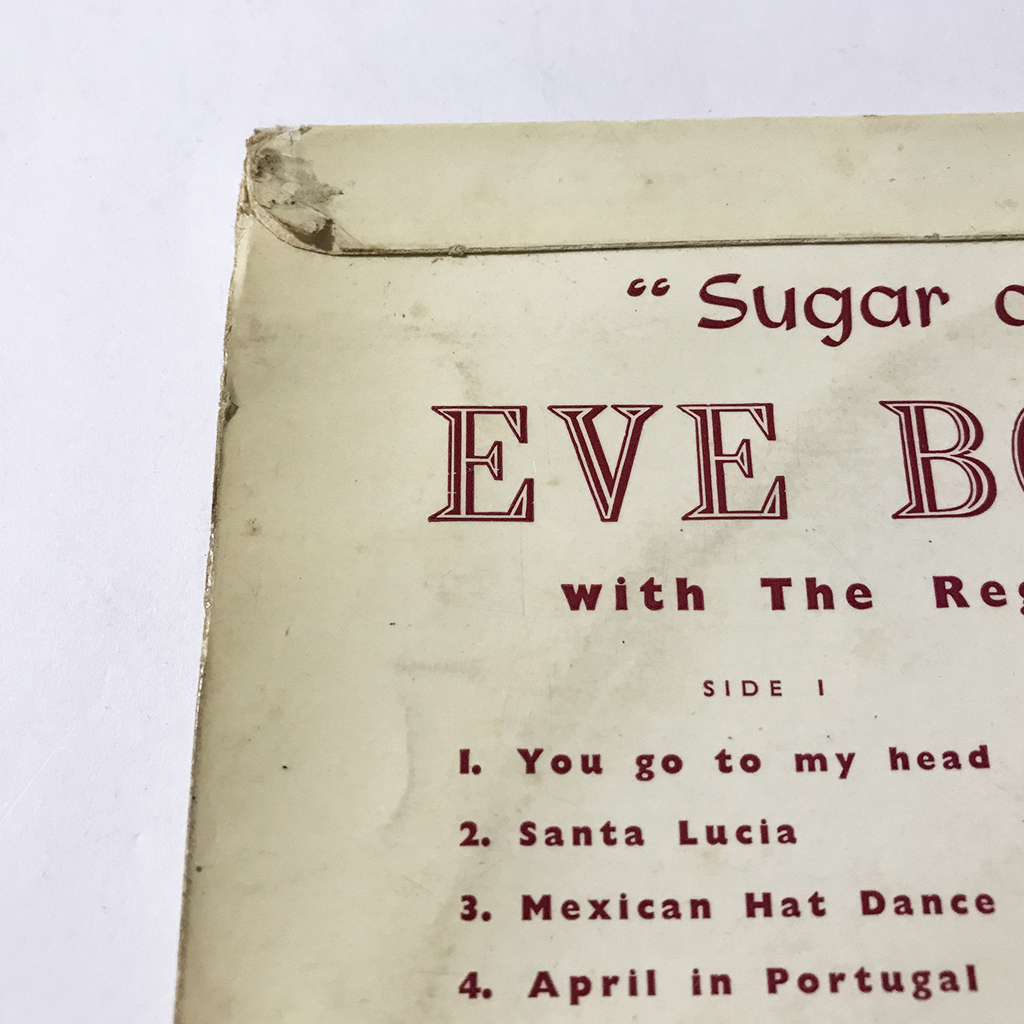 “Sugar
EVE
with The
SIDE 1
1. You go to my head
2. Santa Lucia
3. Mexican Hat Dance
4. April in Portugal